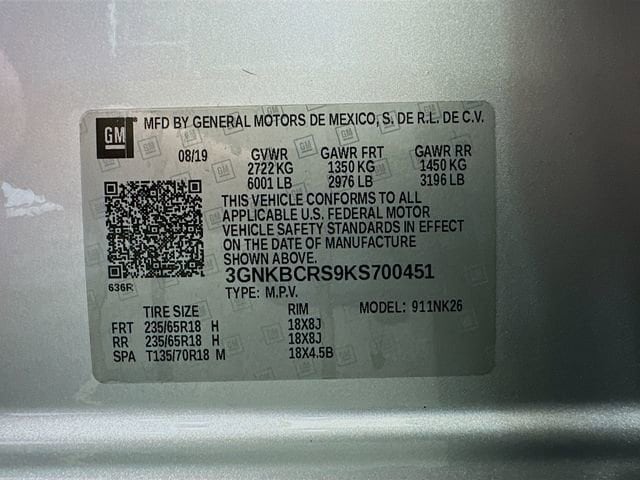 GM MFD BY GENERAL MOTORS DE MEXICO, S. DE R.L. DE C.V.
08/19 GVWR GAWR FRT GAWR RR
2722 KG 1350 KG 1450 KG
6001 LB 2976 LB 3196 LB
THIS VEHICLE CONFORMS TO ALL
APPLICABLE U.S. FEDERAL MOTOR
VEHICLE SAFETY STANDARDS IN EFFECT
ON THE DATE OF MANUFACTURE
SHOWN ABOVE.
3GNKBCRS9KS700451
636R TYPE: M.P.V.
TIRE SIZE RIM MODEL: 911NK26
FRT 235/65R18 H 18X8J
RR 235/65R18 H 18X8J
SPA T135/70R18 M 18X4.5B